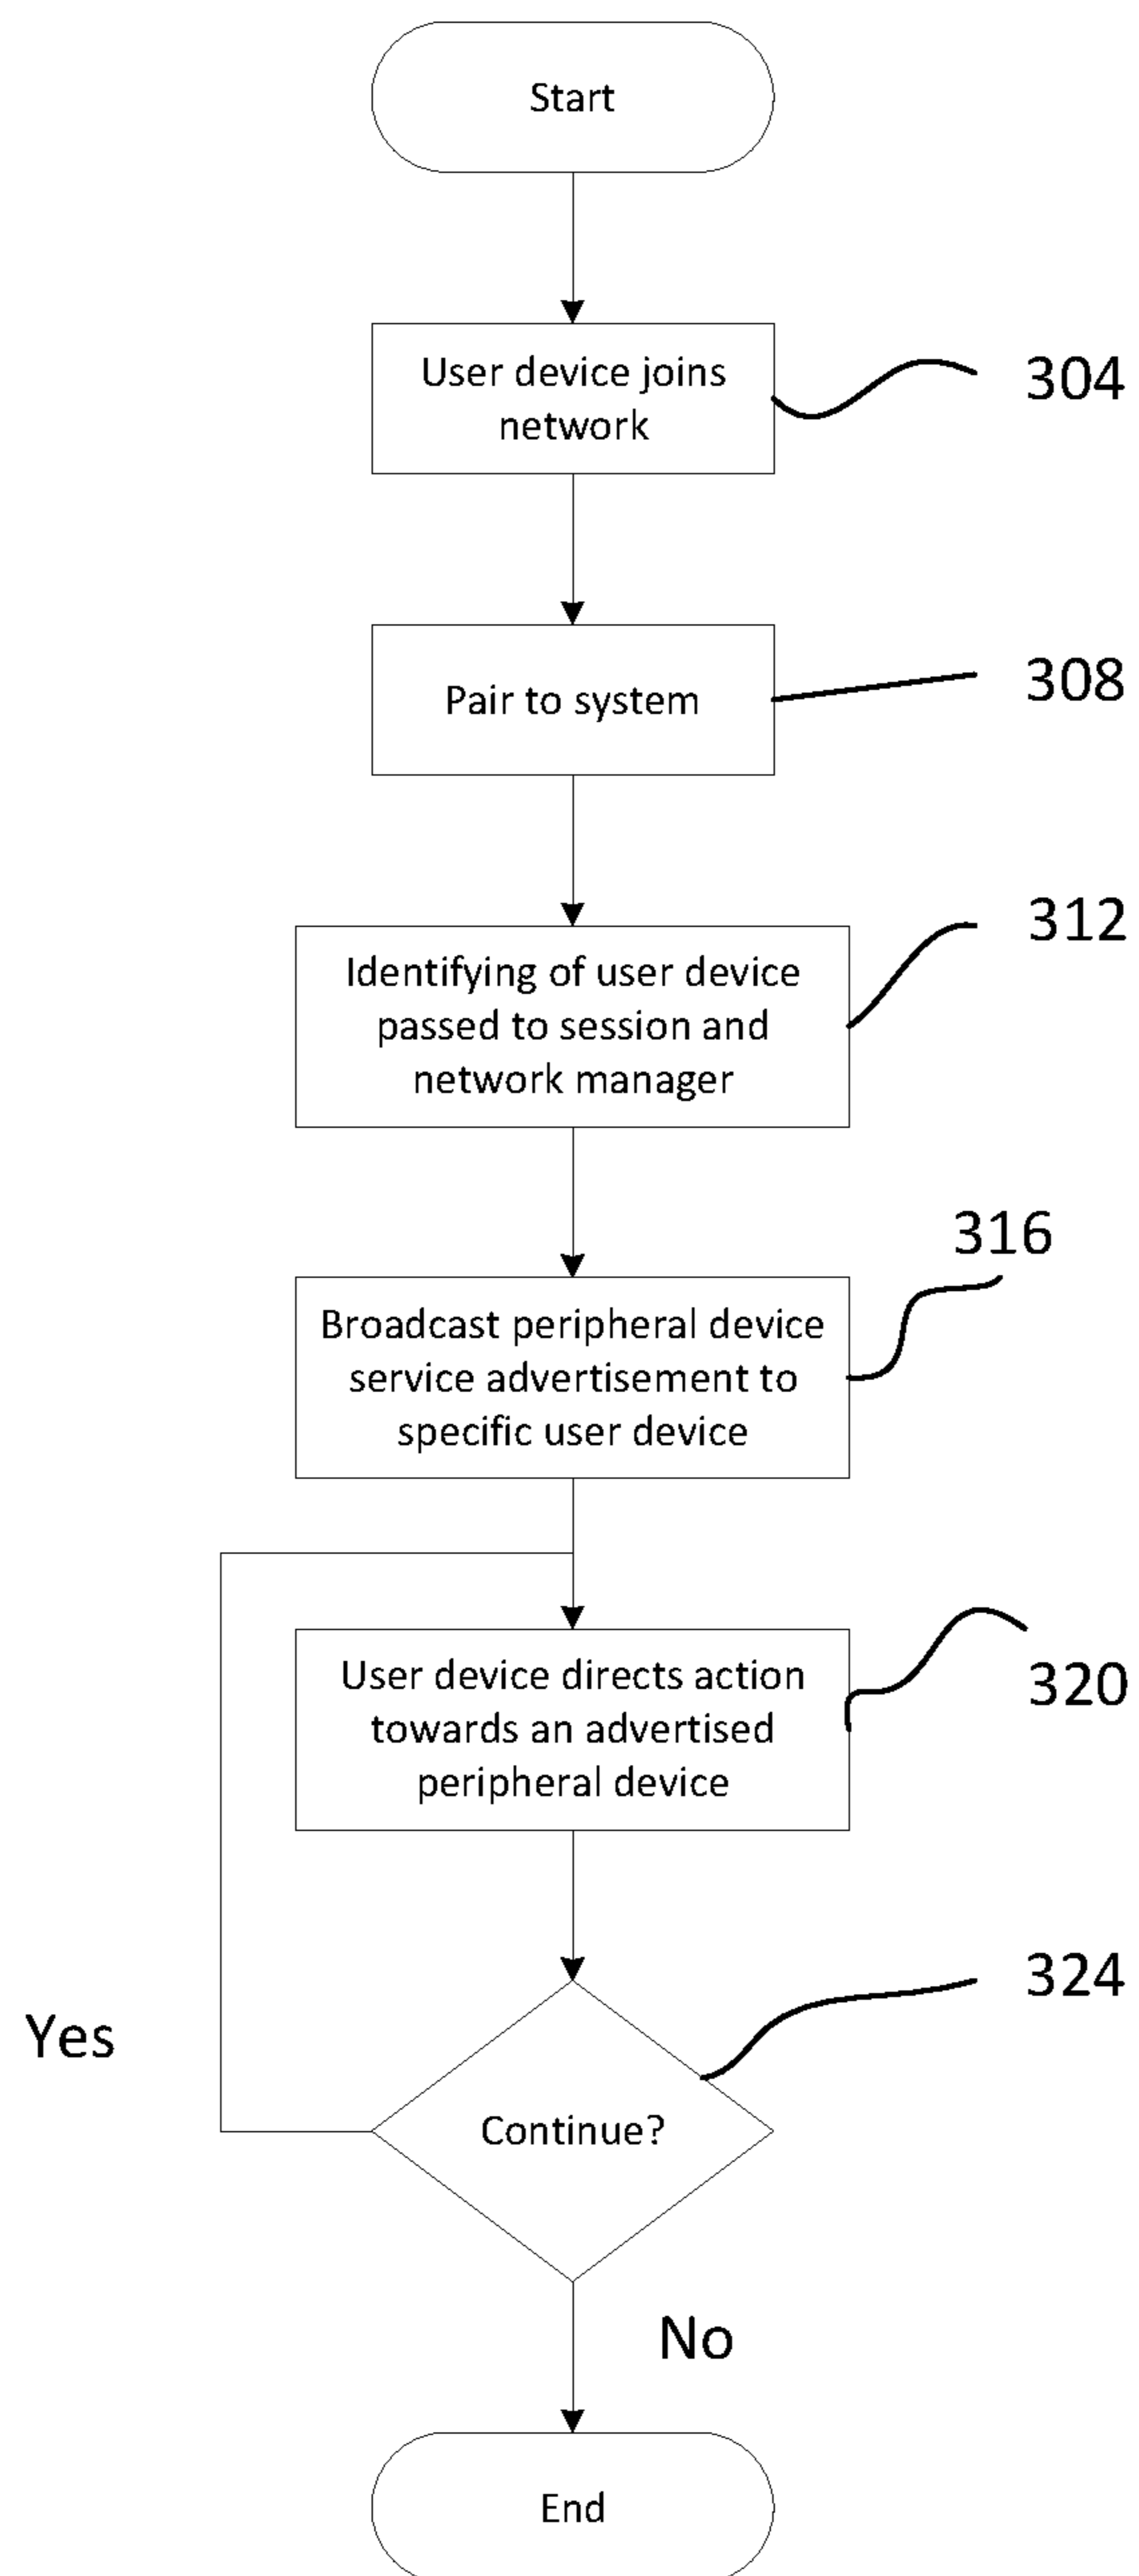 Start
User device joins
network
304
Pair to system
308
312
Identifying of user device
passed to session and
network manager
316
Broadcast peripheral device
service advertisement to
specific user device
User device directs action
towards an advertised
peripheral device
320
324
Yes
Continue?
No
End